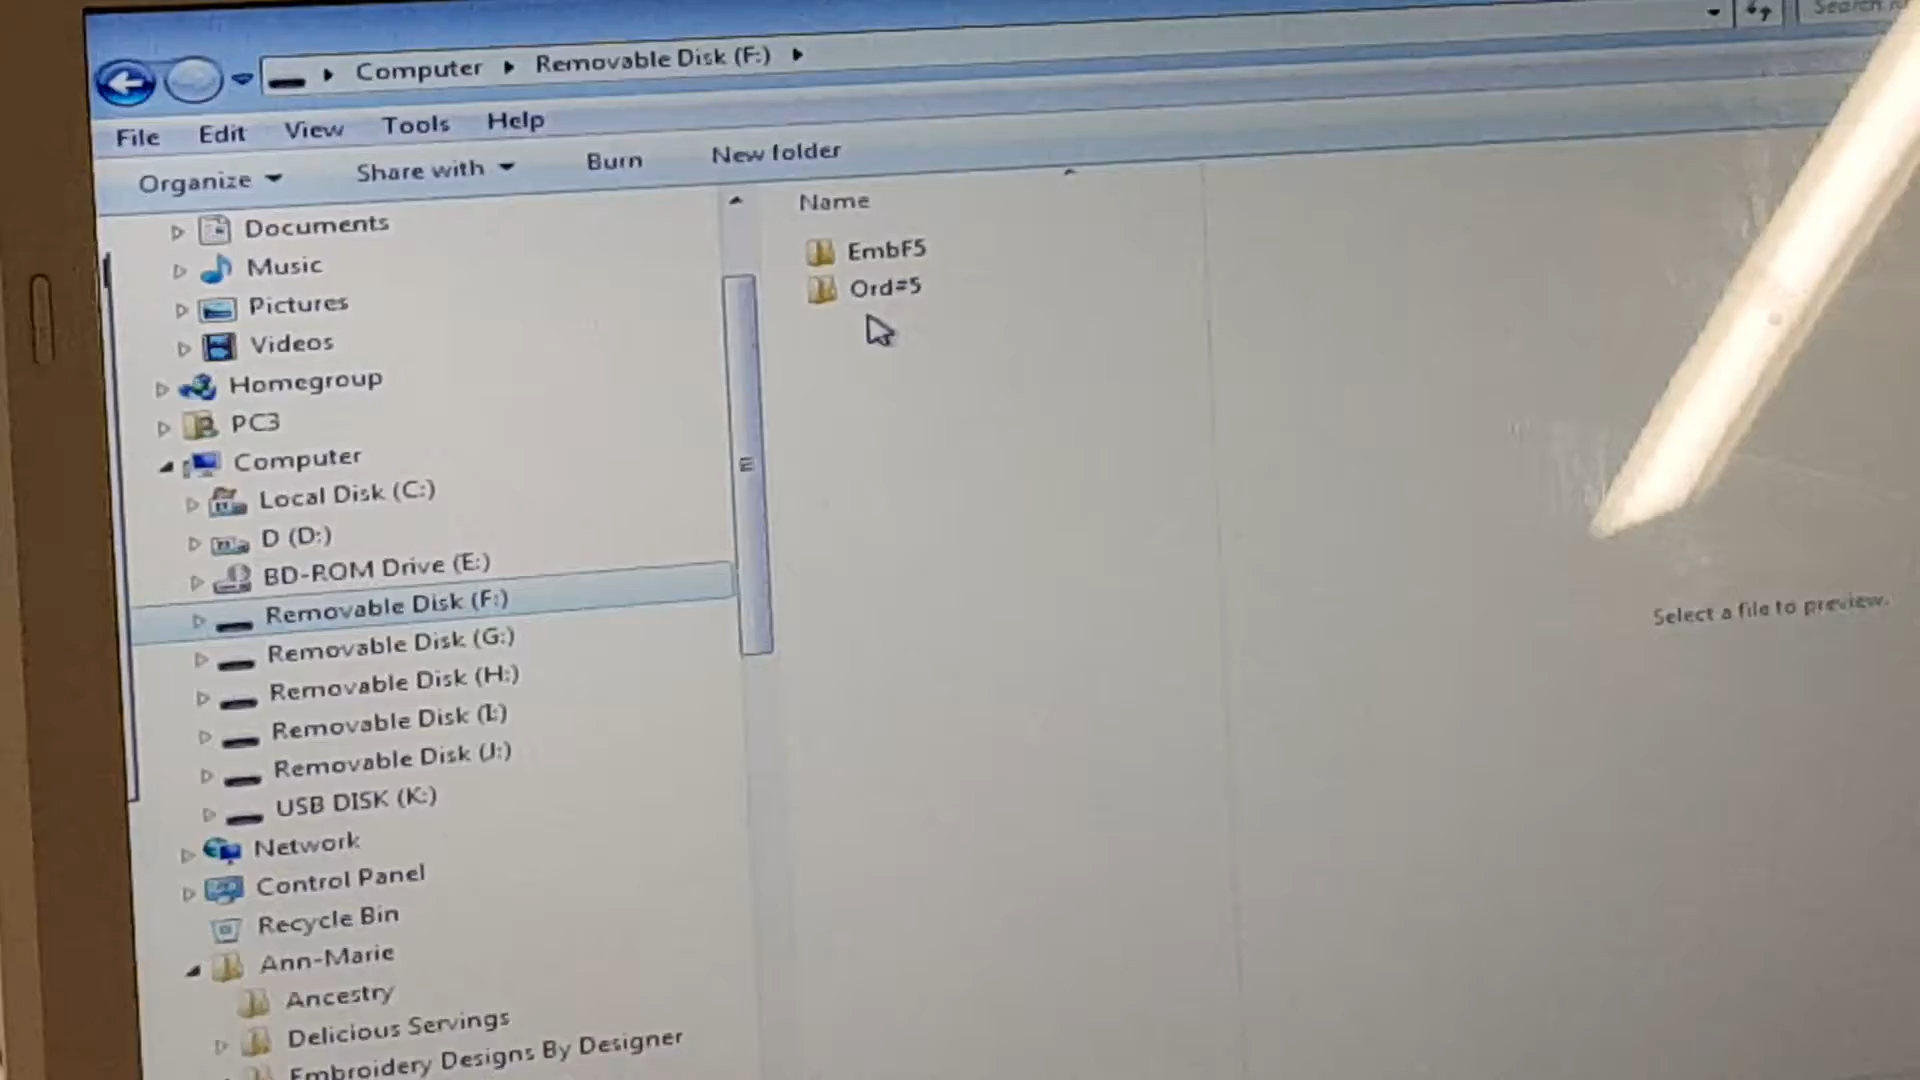 Search
Computer Removable Disk (F:)
File Edit View Tools Help
Organize Share with Burn New folder
Name
Documents
Music
Pictures
Videos
Homegroup
PC3
Computer
Local Disk (C:)
D (D:)
BD-ROM Drive (E:)
Removable Disk (F:)
Removable Disk (G:)
Removable Disk (H:)
Removable Disk (I:)
Removable Disk (J:)
USB DISK (K:)
Network
Control Panel
Recycle Bin
Ann-Marie
Ancestry
Delicious Servings
Embroidery Designs By Designer
EmbF5
Ord#5
Select a file to preview.